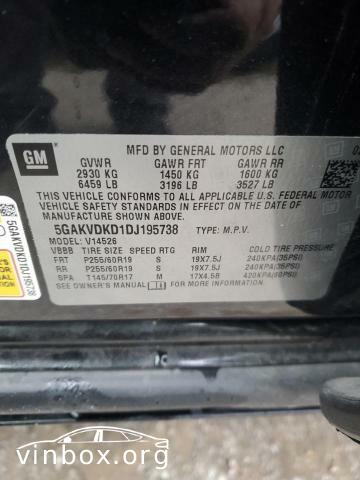 GM
MFD BY GENERAL MOTORS LLC
GVWR GAWR FRT GAWR RR
2930 KG 1450 KG 1600 KG
6459 LB 3196 LB 3527 LB
THIS VEHICLE CONFORMS TO ALL APPLICABLE U.S. FEDERAL MOTOR
VEHICLE SAFETY STANDARDS IN EFFECT ON THE DATE OF
MANUFACTURE SHOWN ABOVE.
5GAKVDKD1DJ195738 TYPE: M.P.V.
MODEL: V14526
VBBB TIRE SIZE SPEED RTG RIM COLD TIRE PRESSURE
FRT P255/60R19 S 19X7.5J 240KPA(35PSI)
RR P255/60R19 S 19X7.5J 240KPA(35PSI)
SPA T145/70R17 M 17X4.5B 420KPA(60PSI)
SEE OWNER'S MANUAL FOR ADDITIONAL INFORMATION
5GAKVDKD1DJ195738
vinbox.org